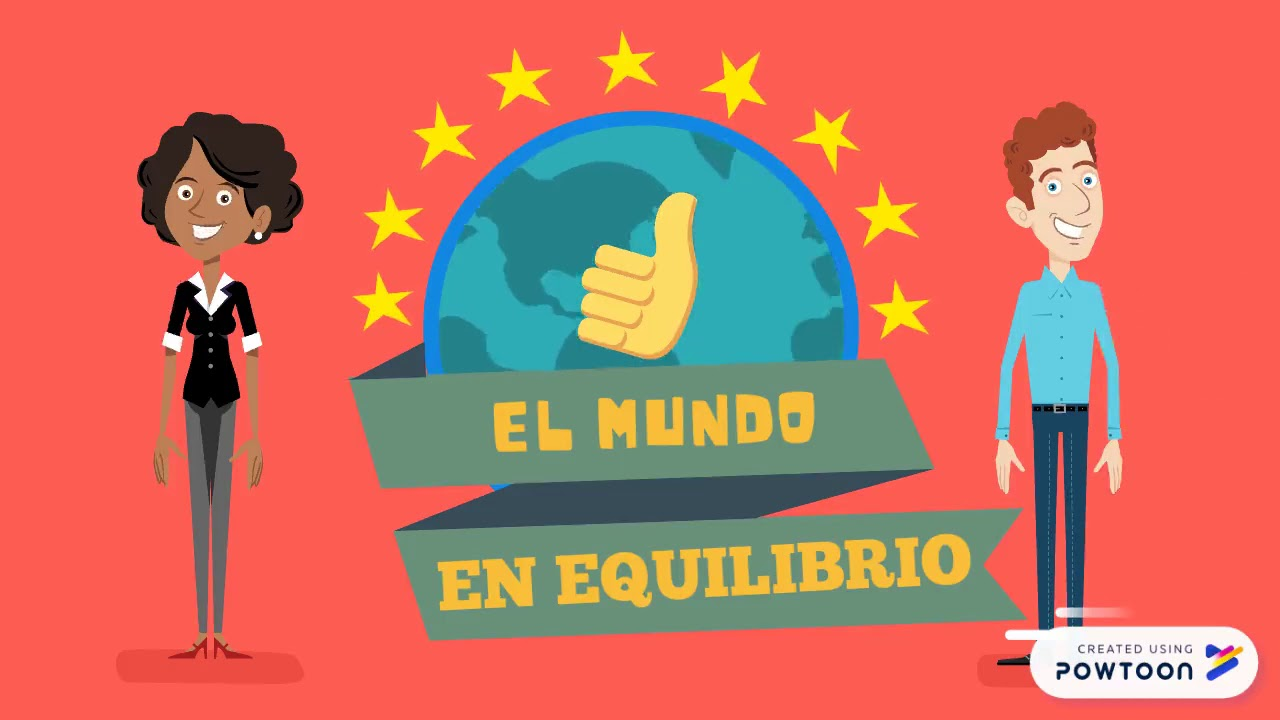 EL MUNDO
EN EQUILIBRIO
CREATED USING
POWTOON